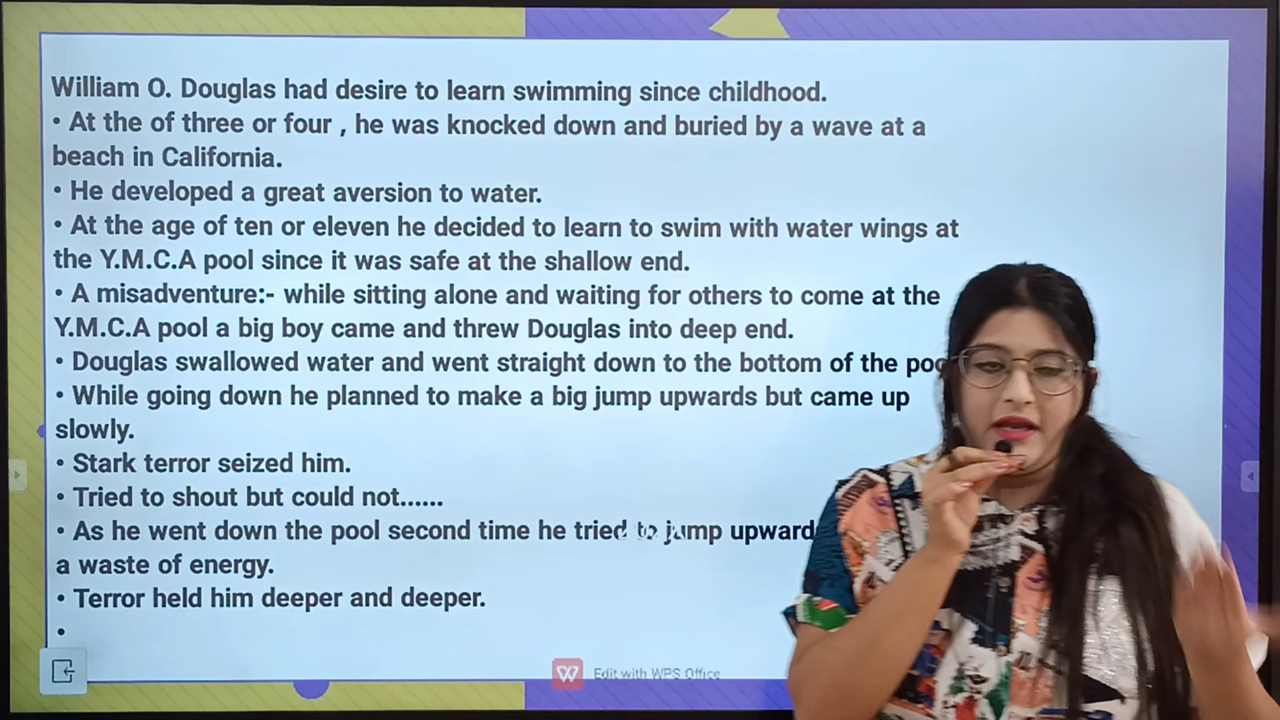 William O. Douglas had desire to learn swimming since childhood.
• At the of three or four , he was knocked down and buried by a wave at a
beach in California.
• He developed a great aversion to water.
• At the age of ten or eleven he decided to learn to swim with water wings at
the Y.M.C.A pool since it was safe at the shallow end.
• A misadventure:- while sitting alone and waiting for others to come at the
Y.M.C.A pool a big boy came and threw Douglas into deep end.
• Douglas swallowed water and went straight down to the bottom of the
• While going down he planned to make a big jump upwards but came up
slowly.
• Stark terror seized him.
• Tried to shout but could not......
• As he went down the pool second time he tried to jump upward
a waste of energy.
• Terror held him deeper and deeper.
•
Edit with WPS Office